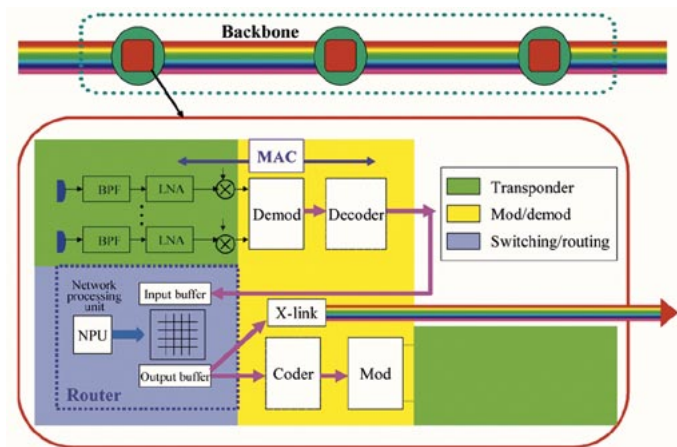 Backbone
MAC
BPF
LNA
BPF
LNA
Demod
Decoder
Transponder
Mod/demod
Switching/routing
Network
processing
unit
NPU
Input buffer
Output buffer
Router
X-link
Coder
Mod